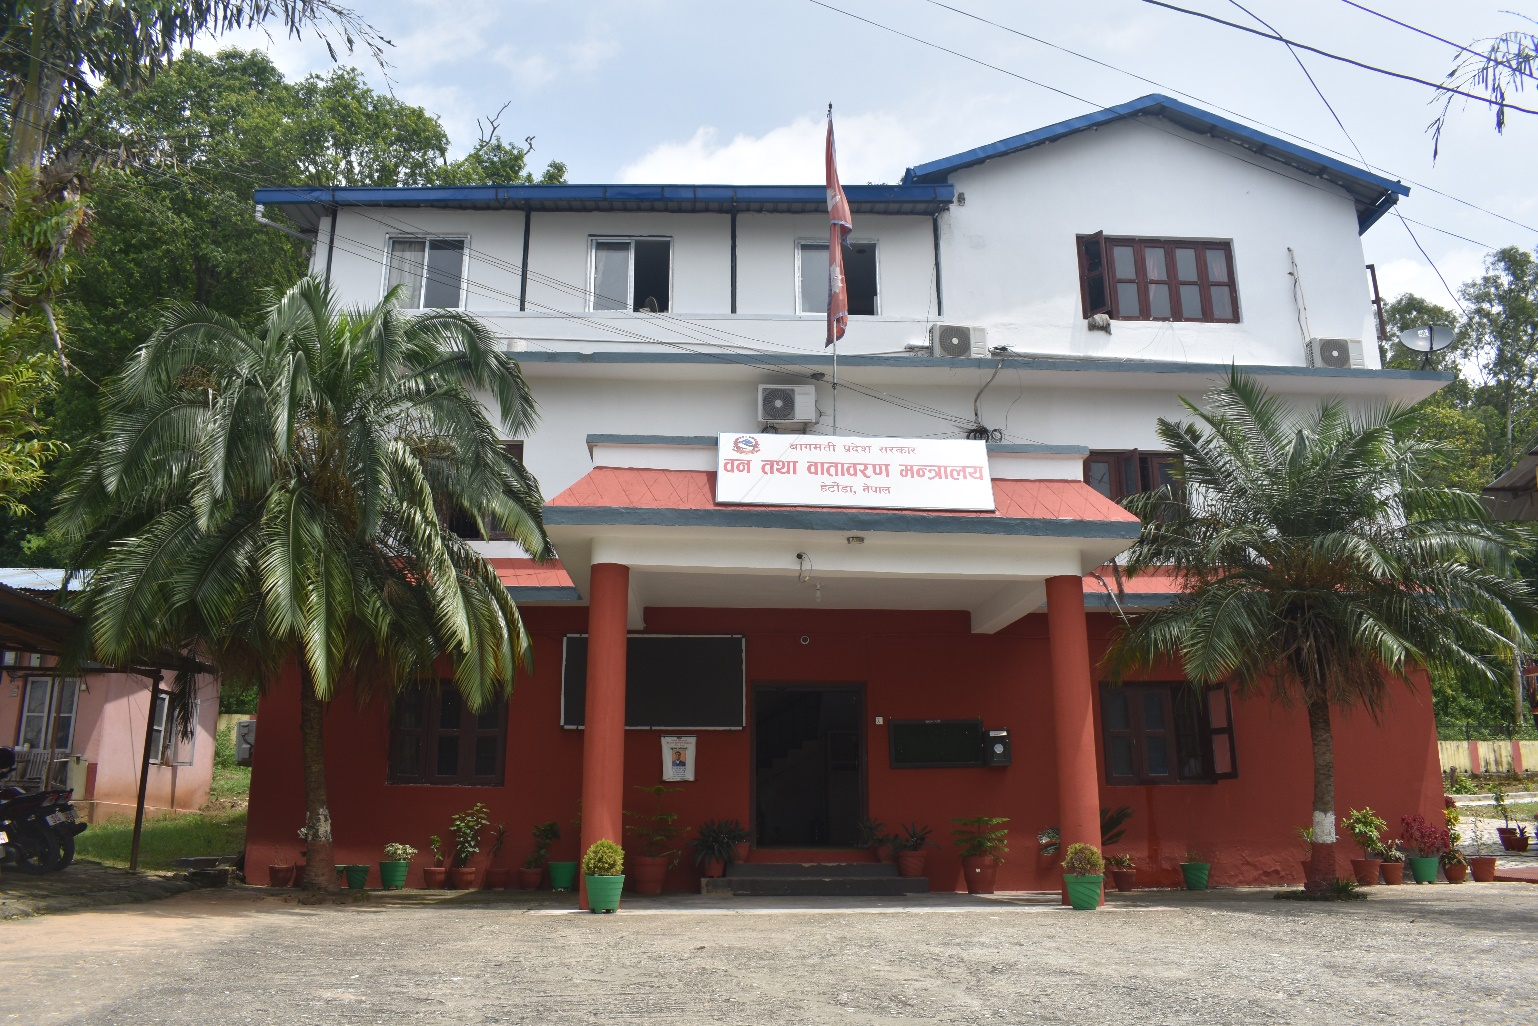 बागमती प्रदेश सरकार
वन तथा वातावरण मन्त्रालय
हेटौंडा, नेपाल